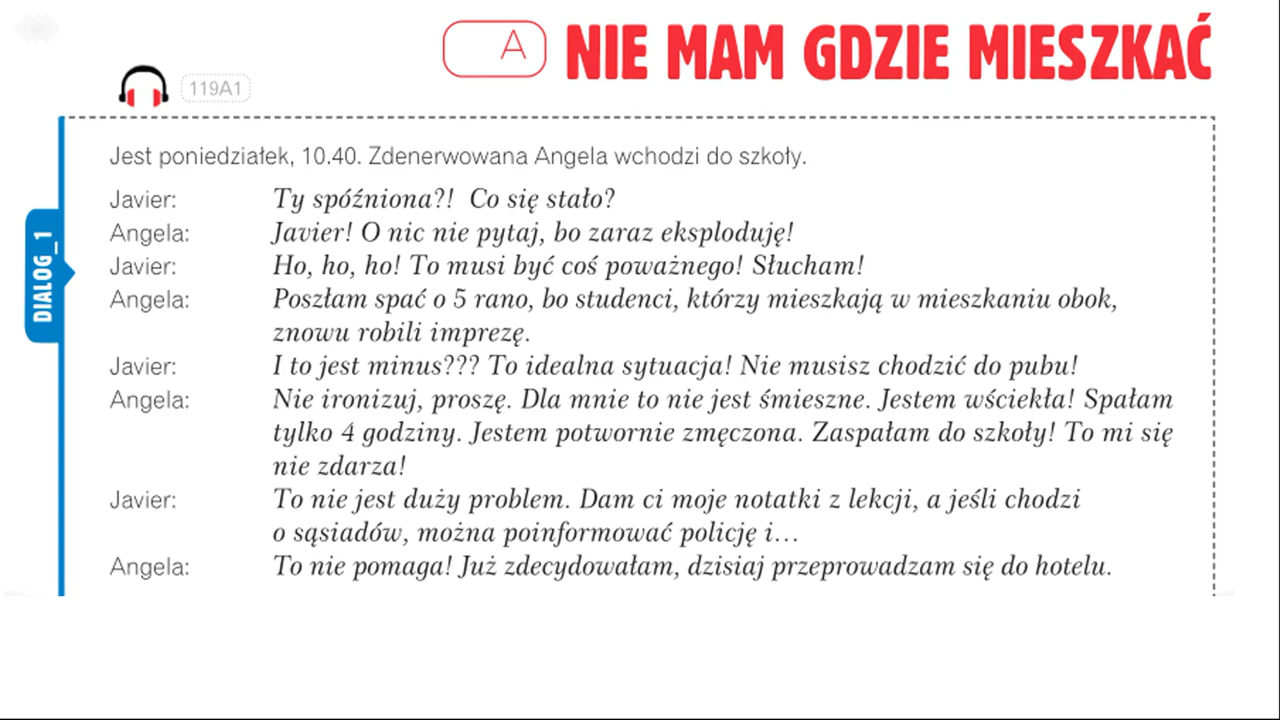 A NIE MAM GDZIE MIESZKAĆ
119A1
Jest poniedziałek, 10.40. Zdenerwowana Angela wchodzi do szkoły.
DIALOG_1
Javier: Ty spóźniona?! Co się stało?
Angela: Javier! O nic nie pytaj, bo zaraz eksploduję!
Javier: Ho, ho, ho! To musi być coś poważnego! Słucham!
Angela: Poszłam spać o 5 rano, bo studenci, którzy mieszkają w mieszkaniu obok,
znowu robili imprezę.
Javier: I to jest minus??? To idealna sytuacja! Nie musisz chodzić do pubu!
Angela: Nie ironizuj, proszę. Dla mnie to nie jest śmieszne. Jestem wściekła! Spałam
tylko 4 godziny. Jestem potwornie zmęczona. Zaspałam do szkoły! To mi się
nie zdarza!
Javier: To nie jest duży problem. Dam ci moje notatki z lekcji, a jeśli chodzi
o sąsiadów, można poinformować policję i...
Angela: To nie pomaga! Już zdecydowałam, dzisiaj przeprowadzam się do hotelu.